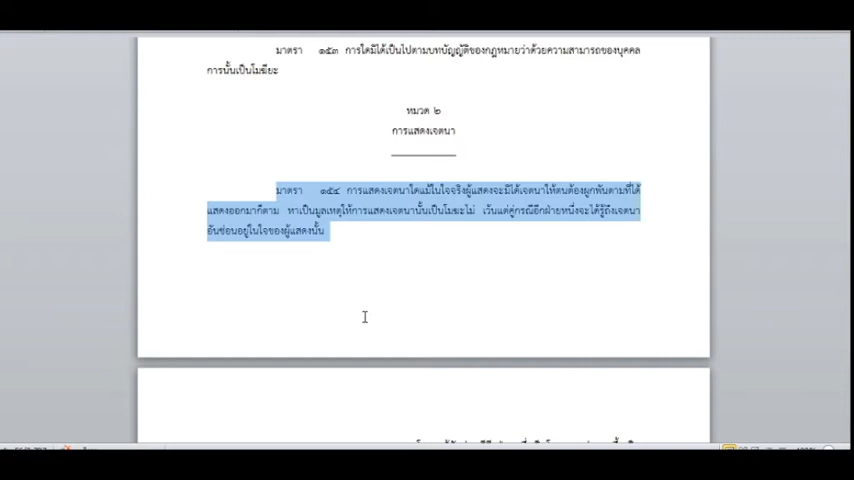 มาตรา ๑๕๓ การใดมิได้เป็นไปตามบทบัญญัติของกฎหมายว่าด้วยความสามารถของบุคคล
การนั้นเป็นโมฆียะ
หมวด ๒
การแสดงเจตนา
มาตรา ๑๕๔ การแสดงเจตนาใดแม้ในใจจริงผู้แสดงจะมิได้เจตนาให้ตนต้องผูกพันตามที่ได้
แสดงออกมาก็ตาม หาเป็นมูลเหตุให้การแสดงเจตนานั้นเป็นโมฆะไม่ เว้นแต่คู่กรณีอีกฝ่ายหนึ่งจะได้รู้ถึงเจตนา
อันซ่อนอยู่ในใจของผู้แสดงนั้น